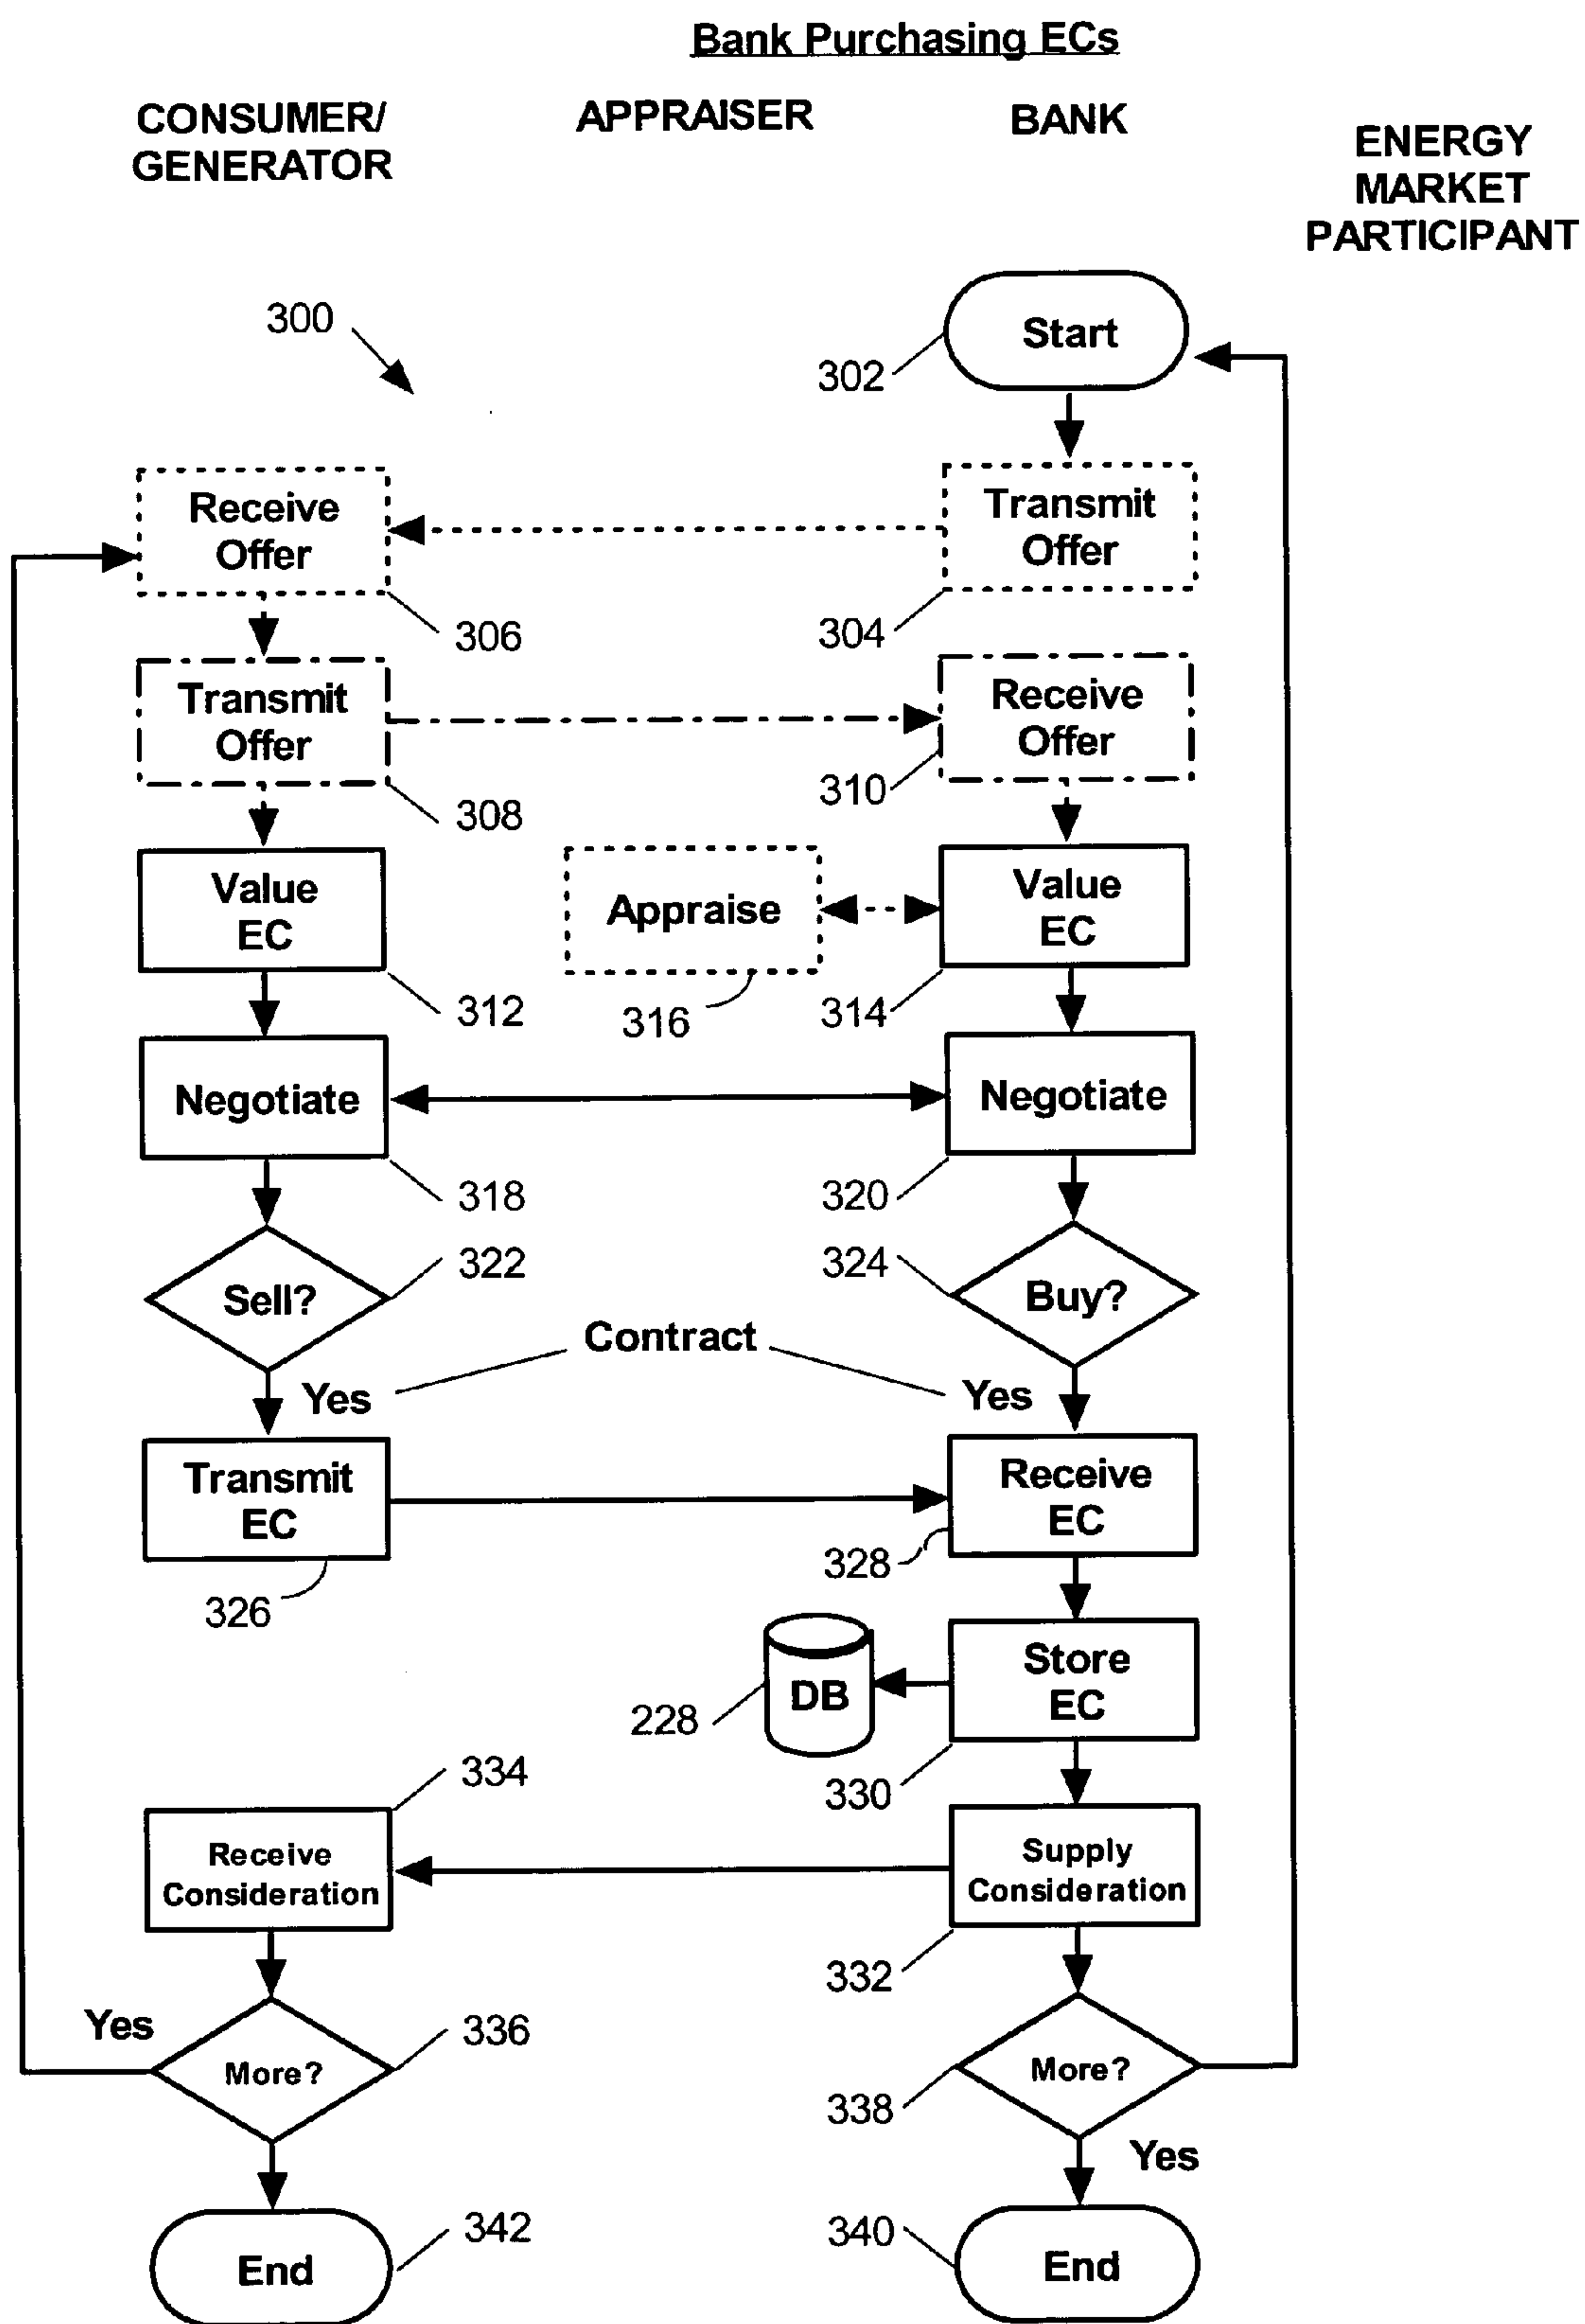 Bank Purchasing ECs
CONSUMER/
GENERATOR
APPRAISER
BANK
ENERGY
MARKET
PARTICIPANT
300
Start
302
Receive
Offer
306
Transmit
Offer
304
Transmit
Offer
308
Receive
Offer
310
Value
EC
312
Appraise
316
Value
EC
314
Negotiate
318
Negotiate
320
Sell?
322
Buy?
324
Contract
Yes
Yes
Transmit
EC
326
Receive
EC
328
Store
EC
330
DB
228
334
Receive
Consideration
Supply
Consideration
332
Yes
More?
336
More?
338
Yes
End
342
End
340